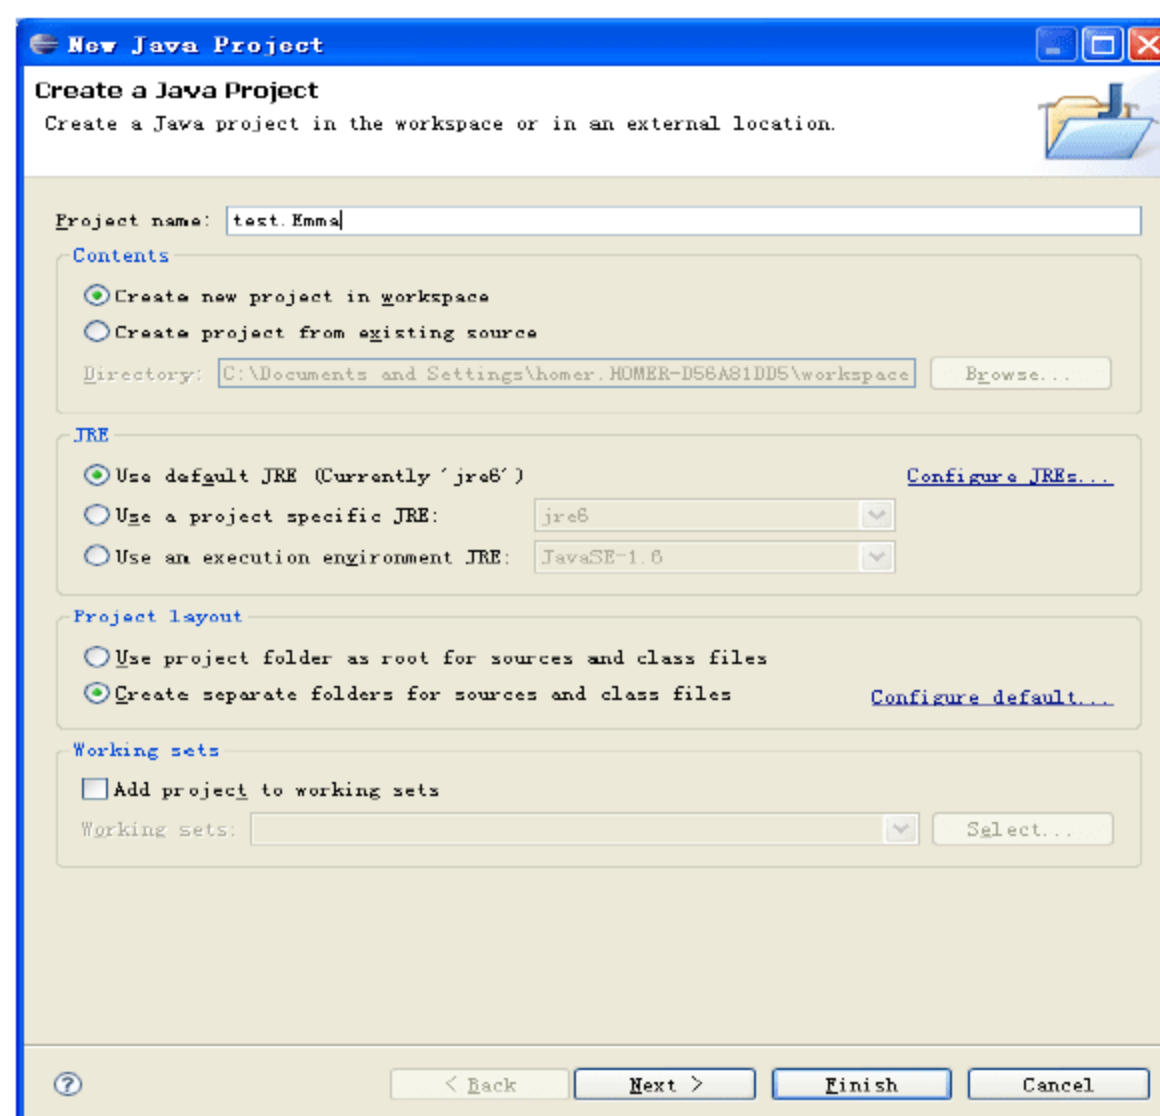 New Java Project
Create a Java Project
Create a Java project in the workspace or in an external location.
Project name: test.Emma
Contents
Create new project in workspace
Create project from existing source
Directory: C:\Documents and Settings\homer.HOMER-D56A81DD5\workspace Browse...
JRE
Use default JRE (Currently 'jre6') Configure JREs...
Use a project specific JRE: jre6
Use an execution environment JRE: JavaSE-1.6
Project layout
Use project folder as root for sources and class files
Create separate folders for sources and class files Configure default...
Working sets
Add project to working sets
Working sets: Select...
? < Back Next > Finish Cancel